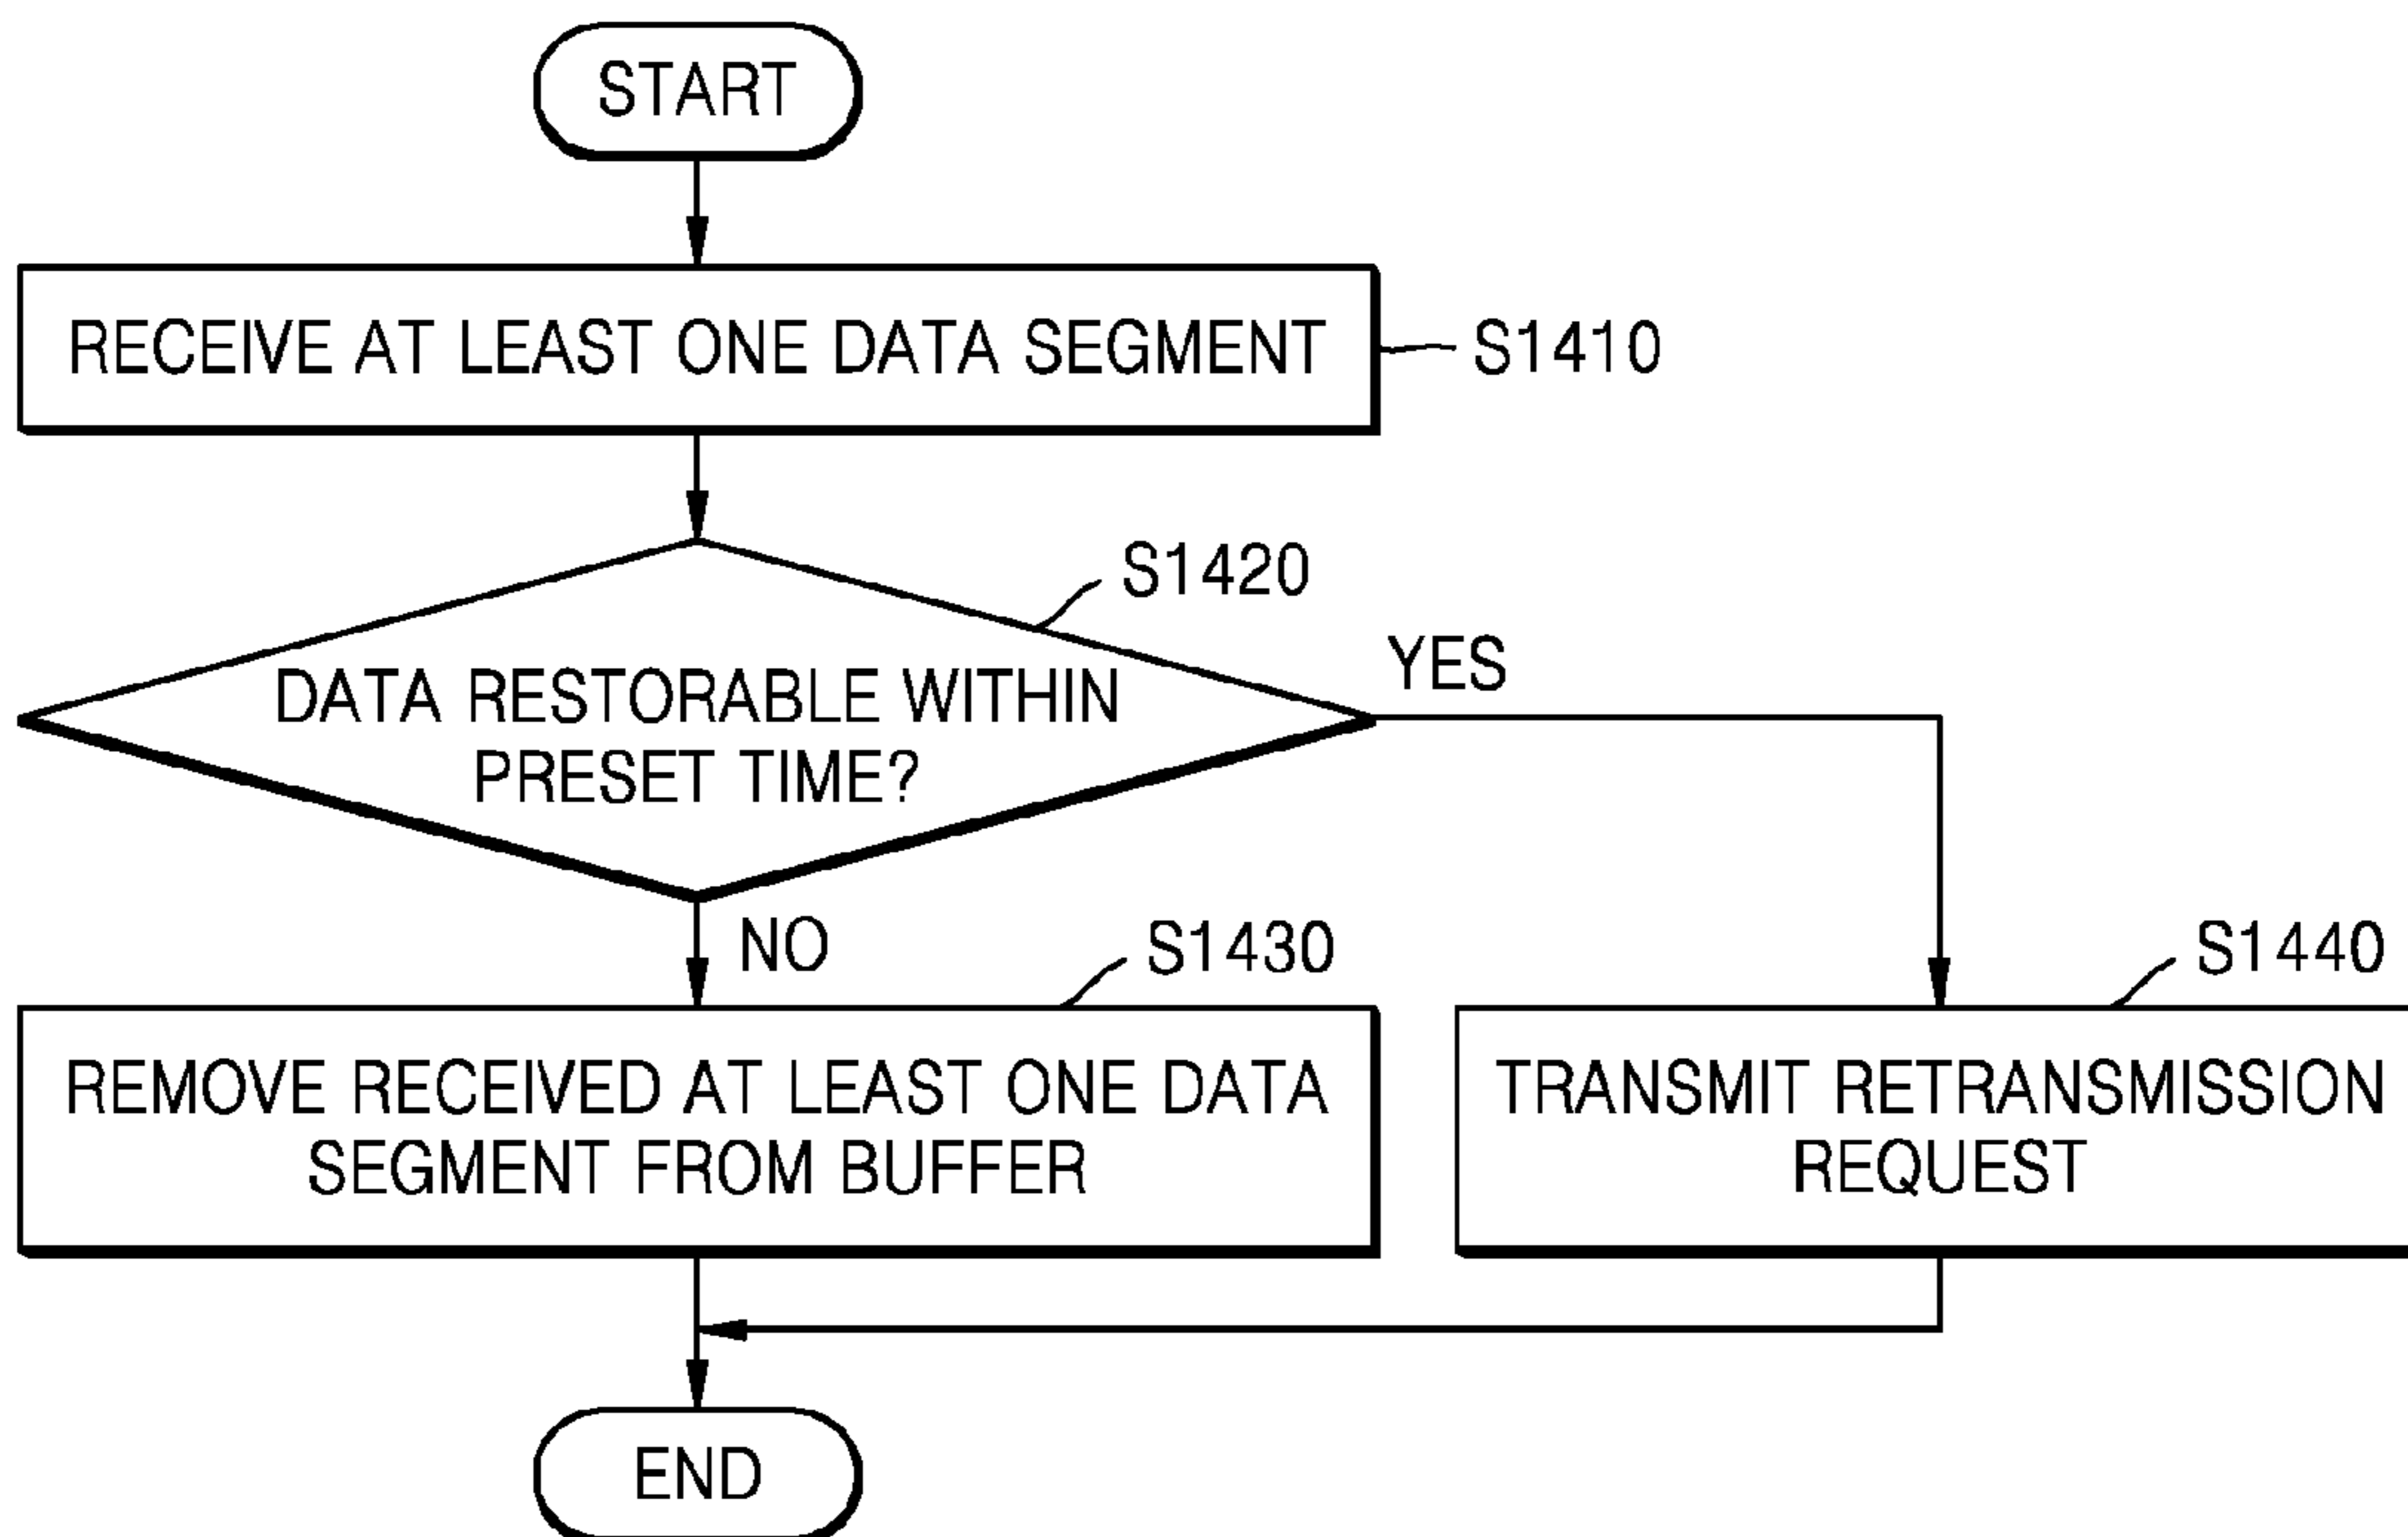 START
RECEIVE AT LEAST ONE DATA SEGMENT
S1410
S1420
DATA RESTORABLE WITHIN
PRESET TIME?
YES
NO
S1430
S1440
REMOVE RECEIVED AT LEAST ONE DATA
SEGMENT FROM BUFFER
TRANSMIT RETRANSMISSION
REQUEST
END